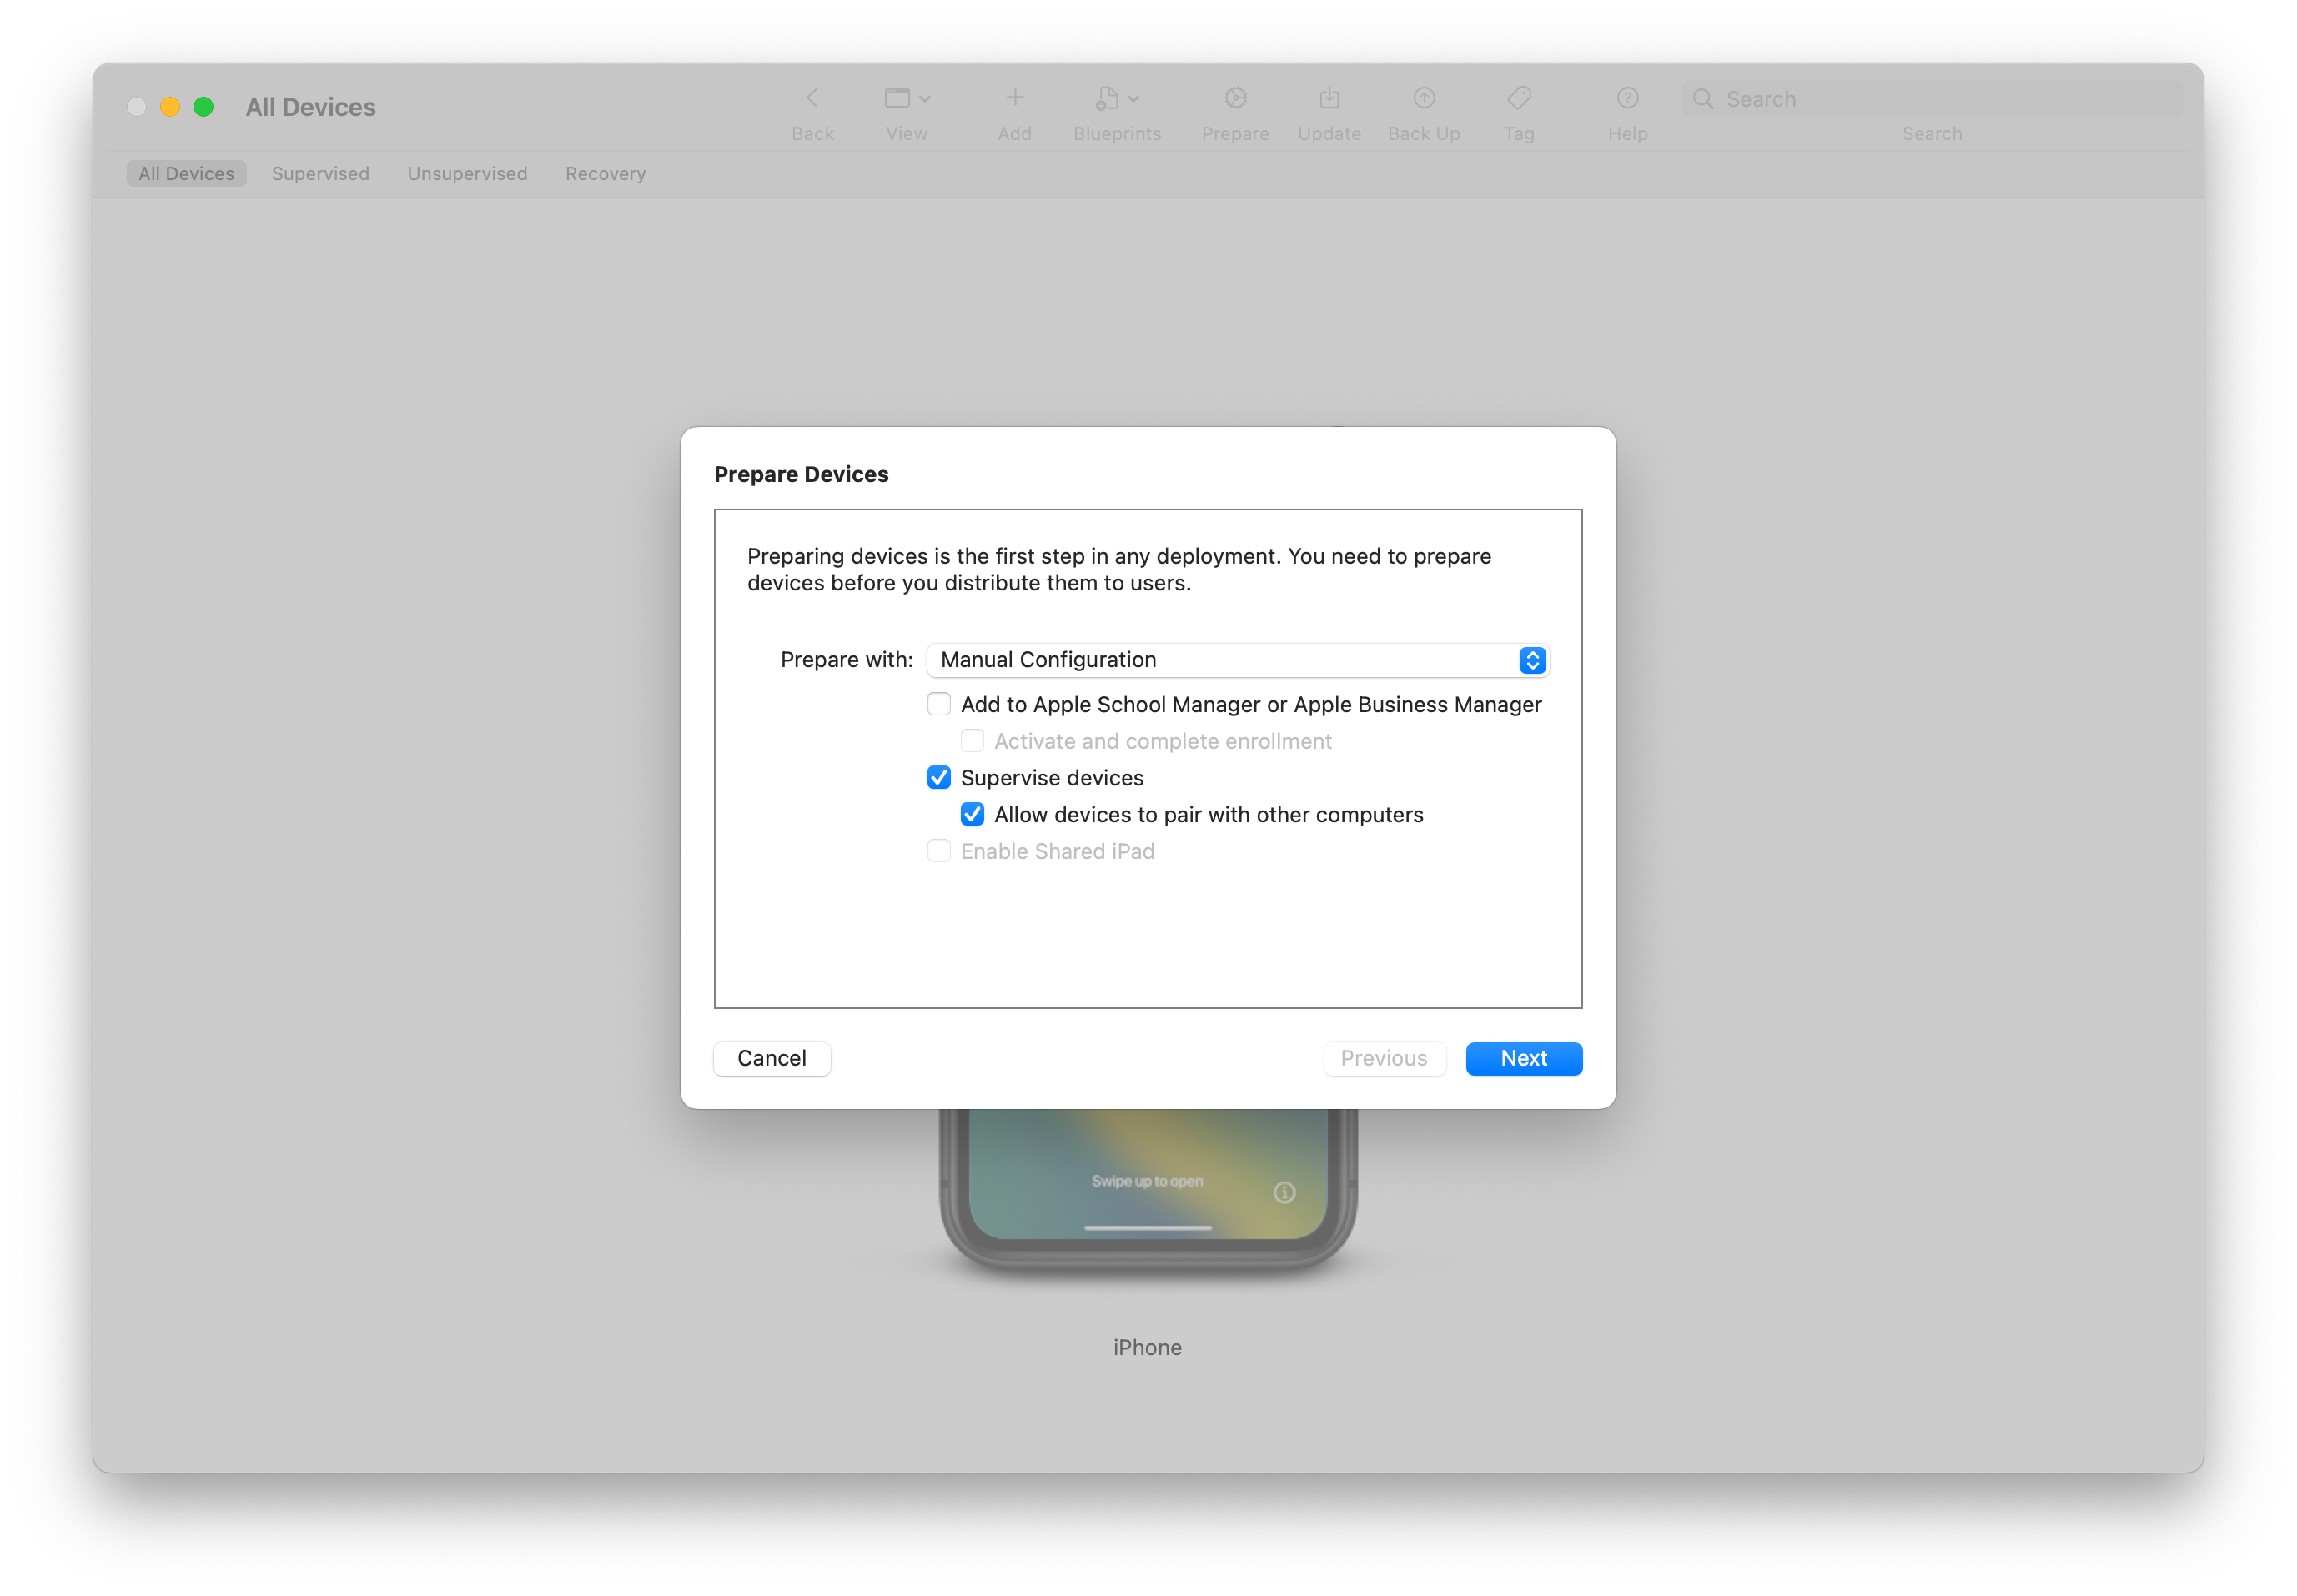 All Devices
Back
View
Add
Blueprints
Prepare
Update
Back Up
Tag
Help
Search
Search
All Devices
Supervised
Unsupervised
Recovery
Prepare Devices
Preparing devices is the first step in any deployment. You need to prepare
devices before you distribute them to users.
Prepare with: Manual Configuration
Add to Apple School Manager or Apple Business Manager
Activate and complete enrollment
Supervise devices
Allow devices to pair with other computers
Enable Shared iPad
Cancel
Previous
Next
Swipe up to open
iPhone